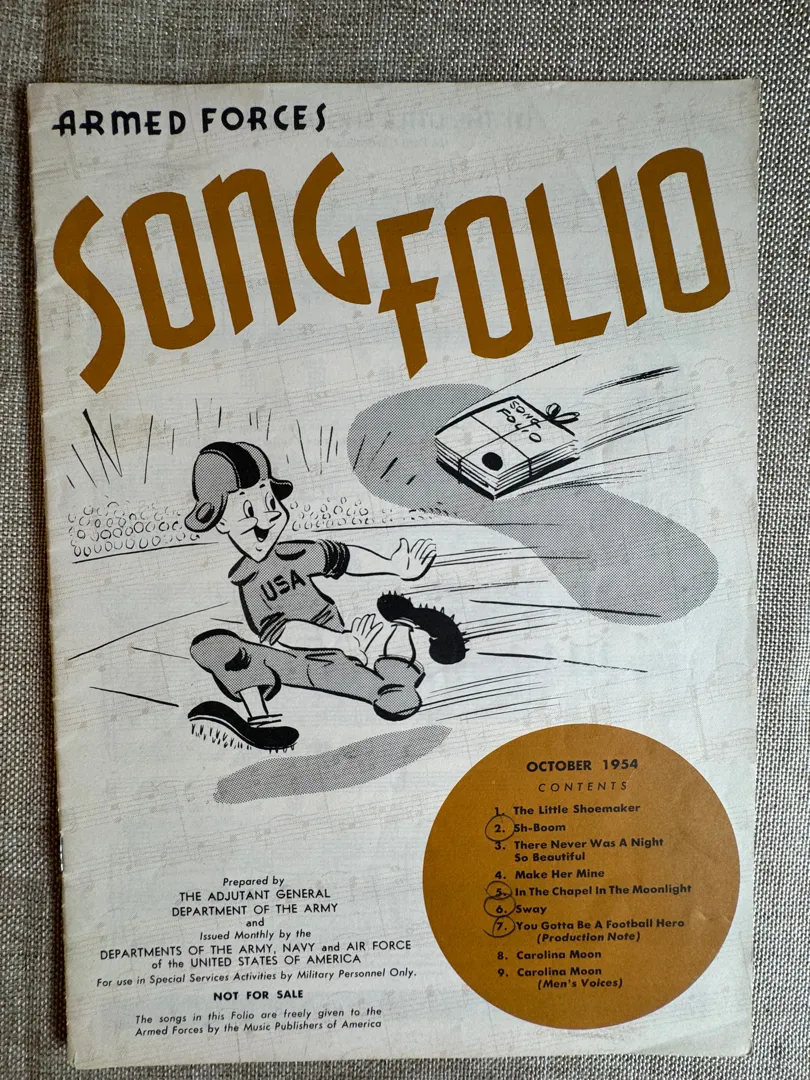 ARMED FORCES
SONG FOLIO
SONG
FOLIO
USA
OCTOBER 1954
CONTENTS
1. The Little Shoemaker
2. Sh-Boom
3. There Never Was A Night
So Beautiful
4. Make Her Mine
5. In The Chapel In The Moonlight
6. Sway
7. You Gotta Be A Football Hero
(Production Note)
8. Carolina Moon
9. Carolina Moon
(Men's Voices)
Prepared by
THE ADJUTANT GENERAL
DEPARTMENT OF THE ARMY
and
Issued Monthly by the
DEPARTMENTS OF THE ARMY, NAVY and AIR FORCE
of the UNITED STATES OF AMERICA
For use in Special Services Activities by Military Personnel Only.
NOT FOR SALE
The songs in this Folio are freely given to the
Armed Forces by the Music Publishers of America